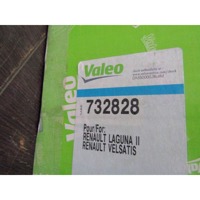 Valeo
Valeo
732828
Pour/For:
RENAULT LAGUNA II
RENAULT VELSATIS